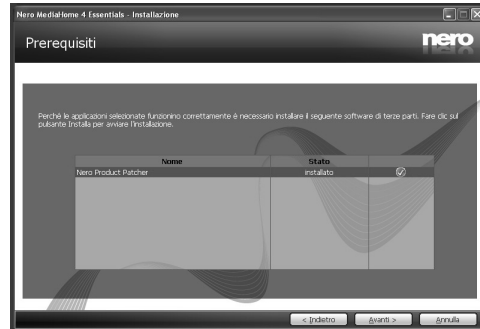 Nero MediaHome 4 Essentials - Installazione
Prerequisiti
nero
Perché le applicazioni selezionate funzionino correttamente è necessario installare il seguente software di terze parti. Fare clic sul
pulsante Installa per avviare l'installazione.
Nome Stato
Nero Product Patcher installato
< Indietro Avanti > Annulla